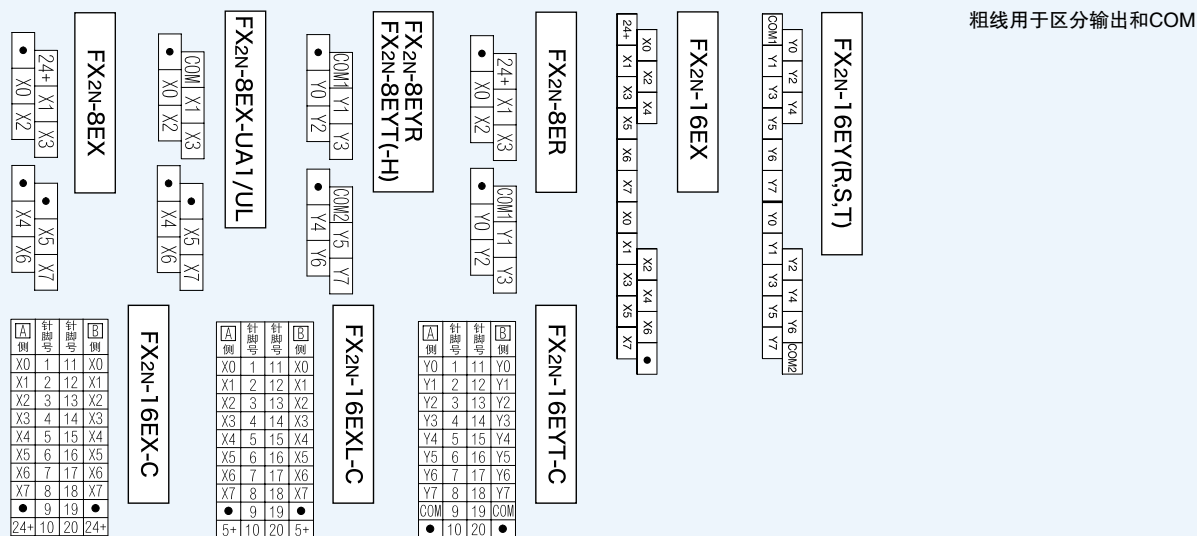 粗线用于区分输出和COM
FX2N-8EX
24+ X1 X3
● X0 X2
● X5 X7
● X4 X6
FX2N-8EX-UA1/UL
COM X1 X3
● X0 X2
● X5 X7
● X4 X6
FX2N-8EYR
FX2N-8EYT(-H)
COM1 Y1 Y3
● Y0 Y2
COM2 Y5 Y7
● Y4 Y6
FX2N-8ER
24+ X1 X3
● X0 X2
COM1 Y1 Y3
● Y0 Y2
FX2N-16EX
X0 X2 X4 X2 X4 X6 ●
24+ X1 X3 X5 X6 X7 X0 X1 X3 X5 X7
FX2N-16EY(R,S,T)
Y0 Y2 Y4 Y2 Y4 Y6 COM2
COM1 Y1 Y3 Y5 Y6 Y7 Y0 Y1 Y3 Y5 Y7
FX2N-16EX-C
A侧 针脚号 针脚号 B侧
X0 1 11 X0
X1 2 12 X1
X2 3 13 X2
X3 4 14 X3
X4 5 15 X4
X5 6 16 X5
X6 7 17 X6
X7 8 18 X7
● 9 19 ●
24+ 10 20 24+
FX2N-16EXL-C
A侧 针脚号 针脚号 B侧
X0 1 11 X0
X1 2 12 X1
X2 3 13 X2
X3 4 14 X3
X4 5 15 X4
X5 6 16 X5
X6 7 17 X6
X7 8 18 X7
● 9 19 ●
5+ 10 20 5+
FX2N-16EYT-C
A侧 针脚号 针脚号 B侧
Y0 1 11 Y0
Y1 2 12 Y1
Y2 3 13 Y2
Y3 4 14 Y3
Y4 5 15 Y4
Y5 6 16 Y5
Y6 7 17 Y6
Y7 8 18 Y7
COM 9 19 COM
● 10 20 ●